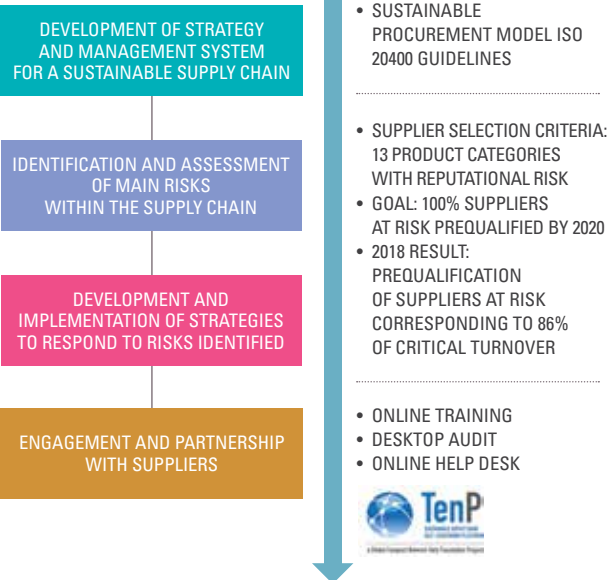 DEVELOPMENT OF STRATEGY
AND MANAGEMENT SYSTEM
FOR A SUSTAINABLE SUPPLY CHAIN
IDENTIFICATION AND ASSESSMENT
OF MAIN RISKS
WITHIN THE SUPPLY CHAIN
DEVELOPMENT AND
IMPLEMENTATION OF STRATEGIES
TO RESPOND TO RISKS IDENTIFIED
ENGAGEMENT AND PARTNERSHIP
WITH SUPPLIERS
• SUSTAINABLE
PROCUREMENT MODEL ISO
20400 GUIDELINES
• SUPPLIER SELECTION CRITERIA:
13 PRODUCT CATEGORIES
WITH REPUTATIONAL RISK
• GOAL: 100% SUPPLIERS
AT RISK PREQUALIFIED BY 2020
• 2018 RESULT:
PREQUALIFICATION
OF SUPPLIERS AT RISK
CORRESPONDING TO 86%
OF CRITICAL TURNOVER
• ONLINE TRAINING
• DESKTOP AUDIT
• ONLINE HELP DESK
TenP